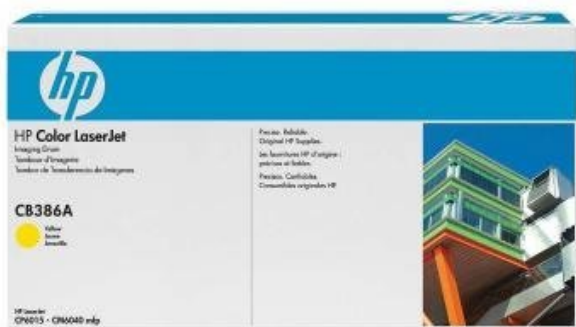 hp
HP Color LaserJet
Imaging Drum
Tambour d'Imagerie
Tambor de Transferencia de Imágenes
CB386A
Yellow
Jaune
Amarillo
HP LaserJet
CP6015 - CM6040 mfp
Precise. Reliable.
Original HP Supplies.
Les fournitures HP d'origine :
précises et fiables.
Precisos. Confiables.
Consumibles originales HP